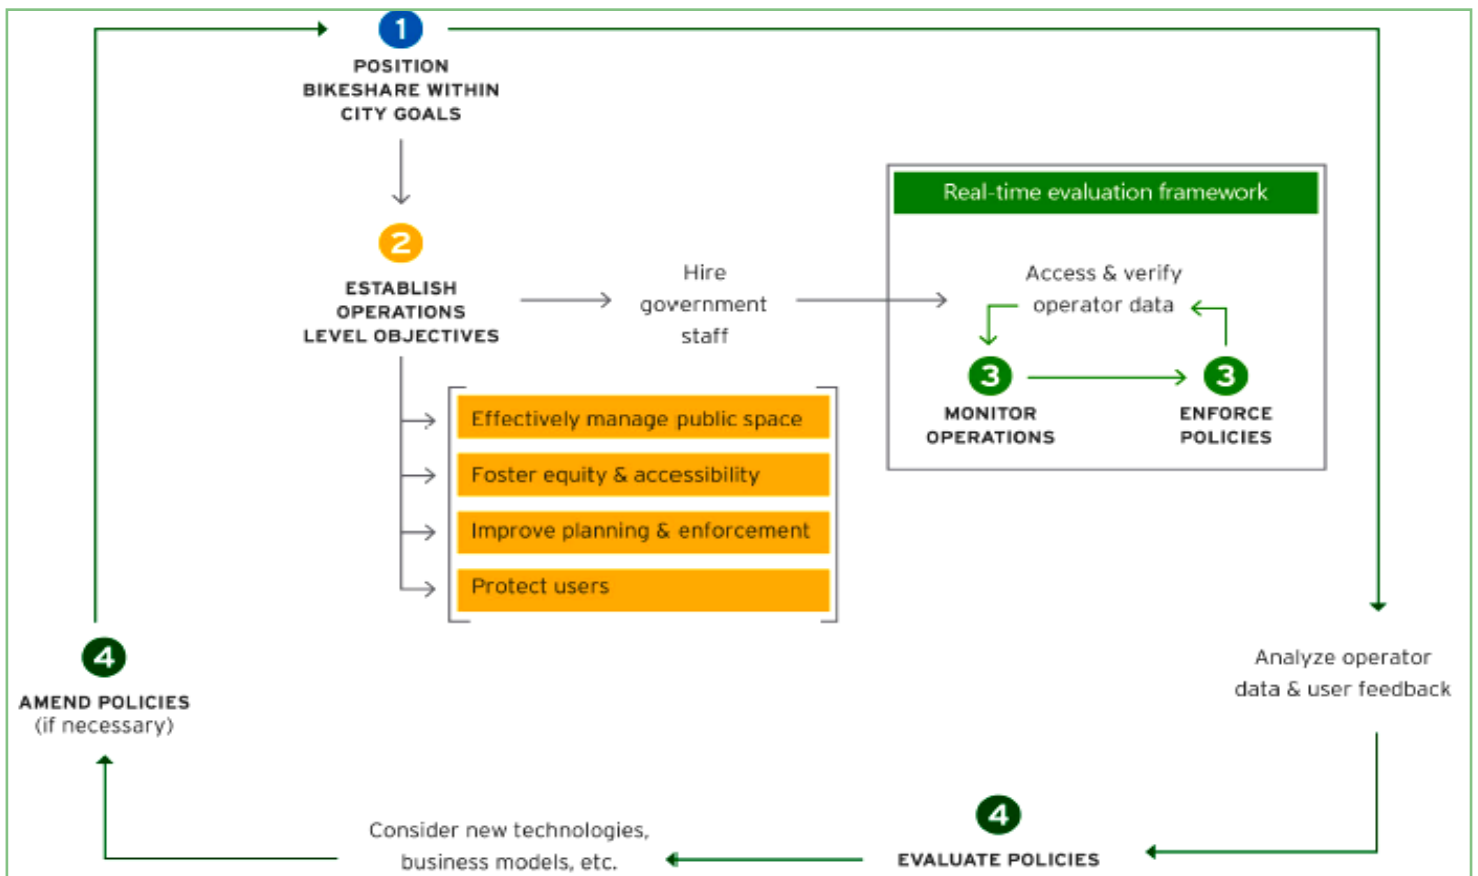 1
POSITION
BIKESHARE WITHIN
CITY GOALS
2
ESTABLISH
OPERATIONS
LEVEL OBJECTIVES
Hire
government
staff
Real-time evaluation framework
Access & verify
operator data
3
MONITOR
OPERATIONS
3
ENFORCE
POLICIES
Effectively manage public space
Foster equity & accessibility
Improve planning & enforcement
Protect users
Analyze operator
data & user feedback
4
EVALUATE POLICIES
Consider new technologies,
business models, etc.
4
AMEND POLICIES
(if necessary)